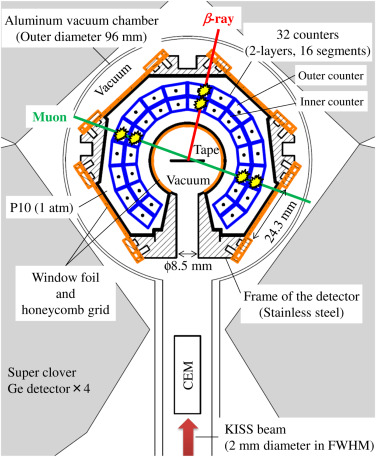 Aluminum vacuum chamber
(Outer diameter 96 mm)
β-ray
32 counters
(2-layers, 16 segments)
Vacuum
Outer counter
Inner counter
Muon
Tape
Vacuum
P10 (1 atm)
24.3 mm
Window foil
and
honeycomb grid
ϕ8.5 mm
Frame of the detector
(Stainless steel)
Super clover
Ge detector×4
CEM
KISS beam
(2 mm diameter in FWHM)